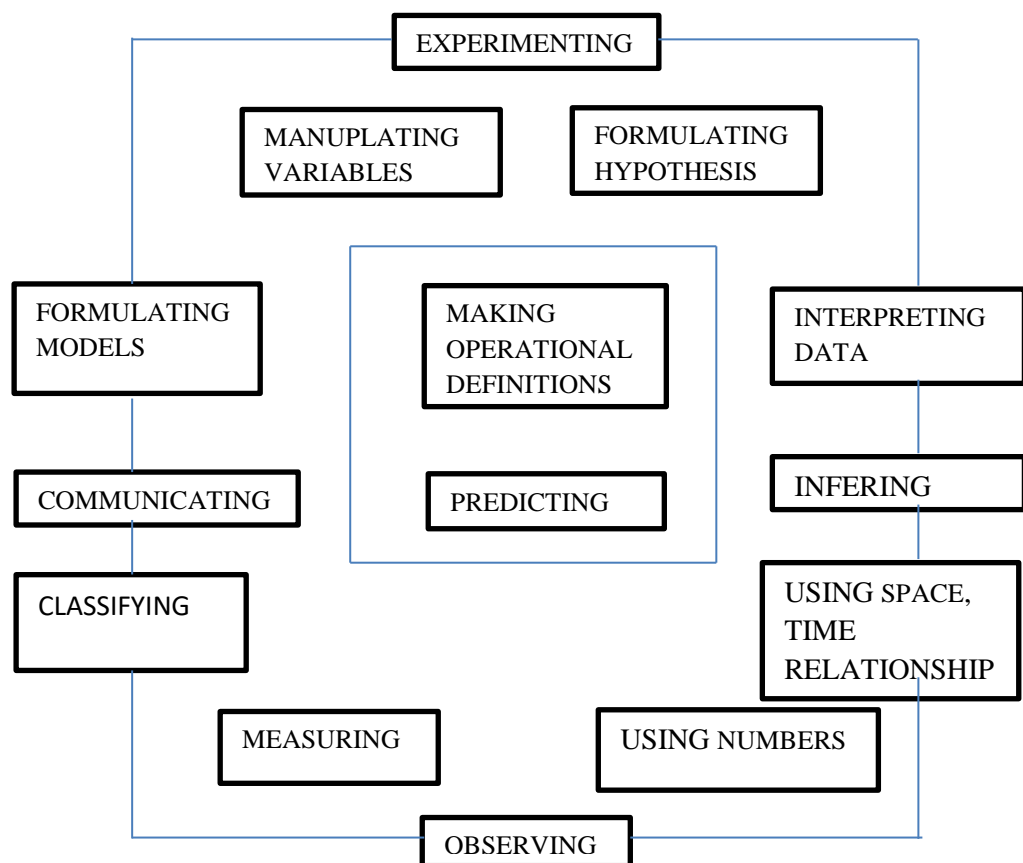 EXPERIMENTING
MANUPLATING
VARIABLES
FORMULATING
HYPOTHESIS
FORMULATING
MODELS
MAKING
OPERATIONAL
DEFINITIONS
INTERPRETING
DATA
COMMUNICATING
PREDICTING
INFERING
CLASSIFYING
USING SPACE,
TIME
RELATIONSHIP
MEASURING
USING NUMBERS
OBSERVING